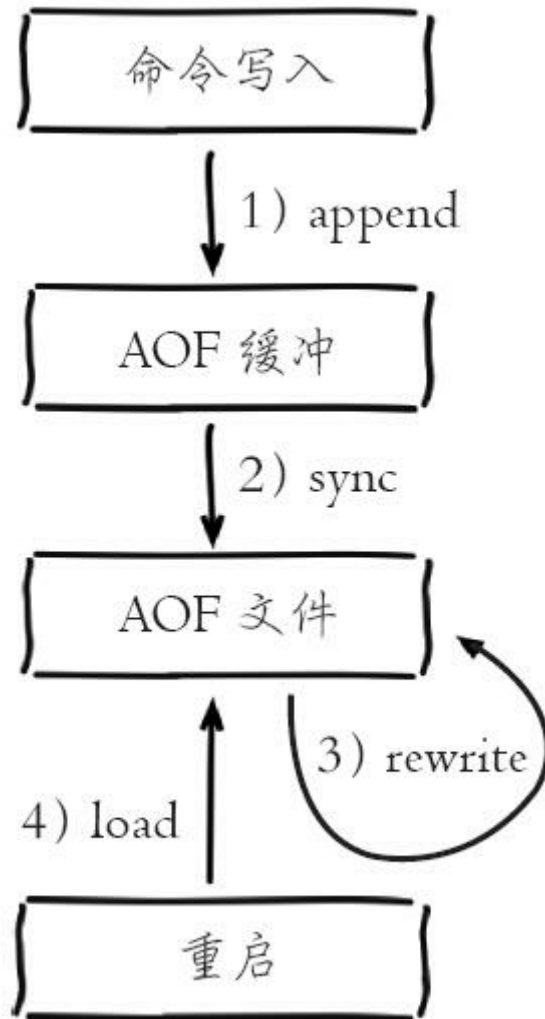 命令写入
1) append
AOF 缓冲
2) sync
AOF 文件
3) rewrite
4) load
重启